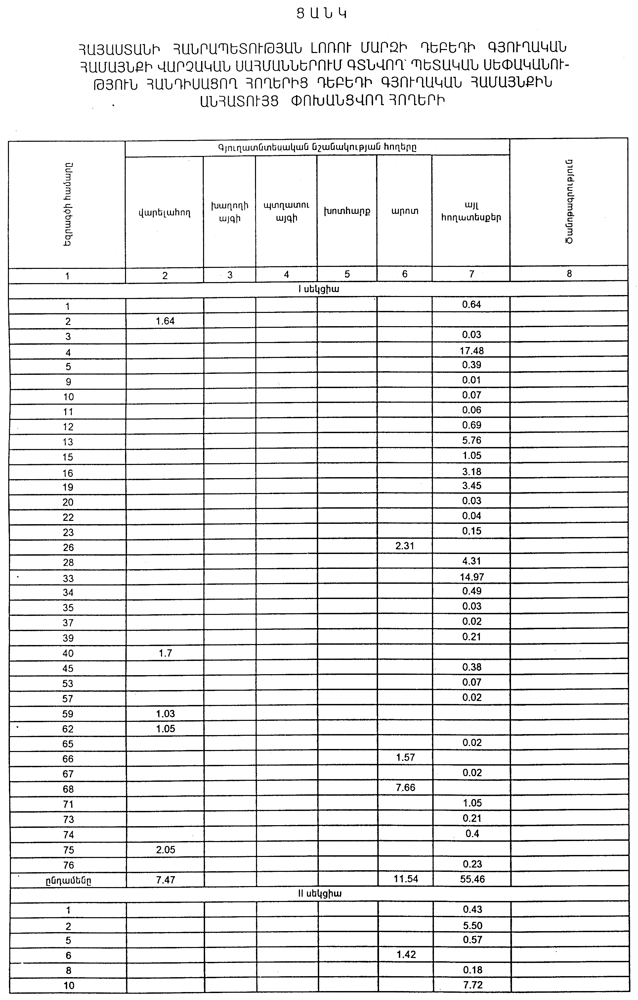 Ց Ա Ն Կ
ՀԱՅԱՍՏԱՆԻ ՀԱՆՐԱՊԵՏՈՒԹՅԱՆ ԼՈՌՈՒ ՄԱՐԶԻ ԴԵԲԵԴԻ ԳՅՈՒՂԱԿԱՆ
ՀԱՄԱՅՆՔԻ ՎԱՐՉԱԿԱՆ ՍԱՀՄԱՆՆԵՐՈՒՄ ԳՏՆՎՈՂ՝ ՊԵՏԱԿԱՆ ՍԵՓԱԿԱՆՈՒ-
ԹՅՈՒՆ ՀԱՆԴԻՍԱՑՈՂ ՀՈՂԵՐԻՑ ԴԵԲԵԴԻ ԳՅՈՒՂԱԿԱՆ ՀԱՄԱՅՆՔԻՆ
ԱՆՀԱՏՈՒՅՑ ՓՈԽԱՆՑՎՈՂ ՀՈՂԵՐԻ
Եզրագծի համարը
Գյուղատնտեսական նշանակության հողերը
Ծանոթագրություն
վարելահող
խաղողի
այգի
պտղատու
այգի
խոտհարք
արոտ
այլ
հողատեսքեր
1 2 3 4 5 6 7 8
I սեկցիա
1 0.64
2 1.64
3 0.03
4 17.48
5 0.39
9 0.01
10 0.07
11 0.06
12 0.69
13 5.76
15 1.05
16 3.18
19 3.45
20 0.03
22 0.04
23 0.15
26 2.31
28 4.31
33 14.97
34 0.49
35 0.03
37 0.02
39 0.21
40 1.7
45 0.38
53 0.07
57 0.02
59 1.03
62 1.05
65 0.02
66 1.57
67 0.02
68 7.66
71 1.05
73 0.21
74 0.4
75 2.05
76 0.23
ընդամենը 7.47 11.54 55.46
II սեկցիա
1 0.43
2 5.50
5 0.57
6 1.42
8 0.18
10 7.72